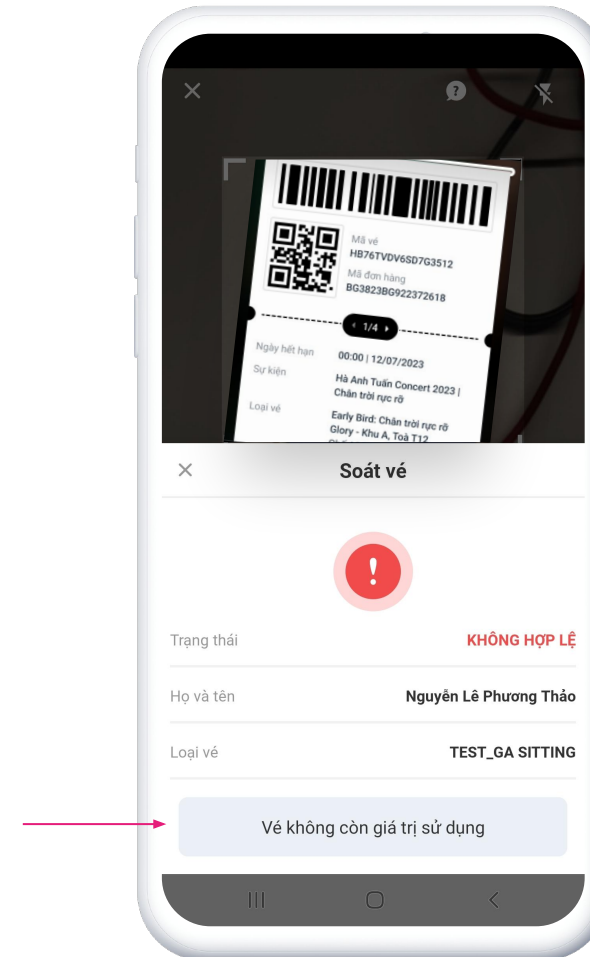 Mã vé
HB76TVDV6SD7G3512
Mã đơn hàng
BG3823BG922372618
1/4
Ngày hết hạn 00:00 | 12/07/2023
Sự kiện Hà Anh Tuấn Concert 2023 |
Chân trời rực rỡ
Loại vé Early Bird: Chân trời rực rỡ
Glory - Khu A, Toà T12
Soát vé
Trạng thái KHÔNG HỢP LỆ
Họ và tên Nguyễn Lê Phương Thảo
Loại vé TEST_GA SITTING
Vé không còn giá trị sử dụng